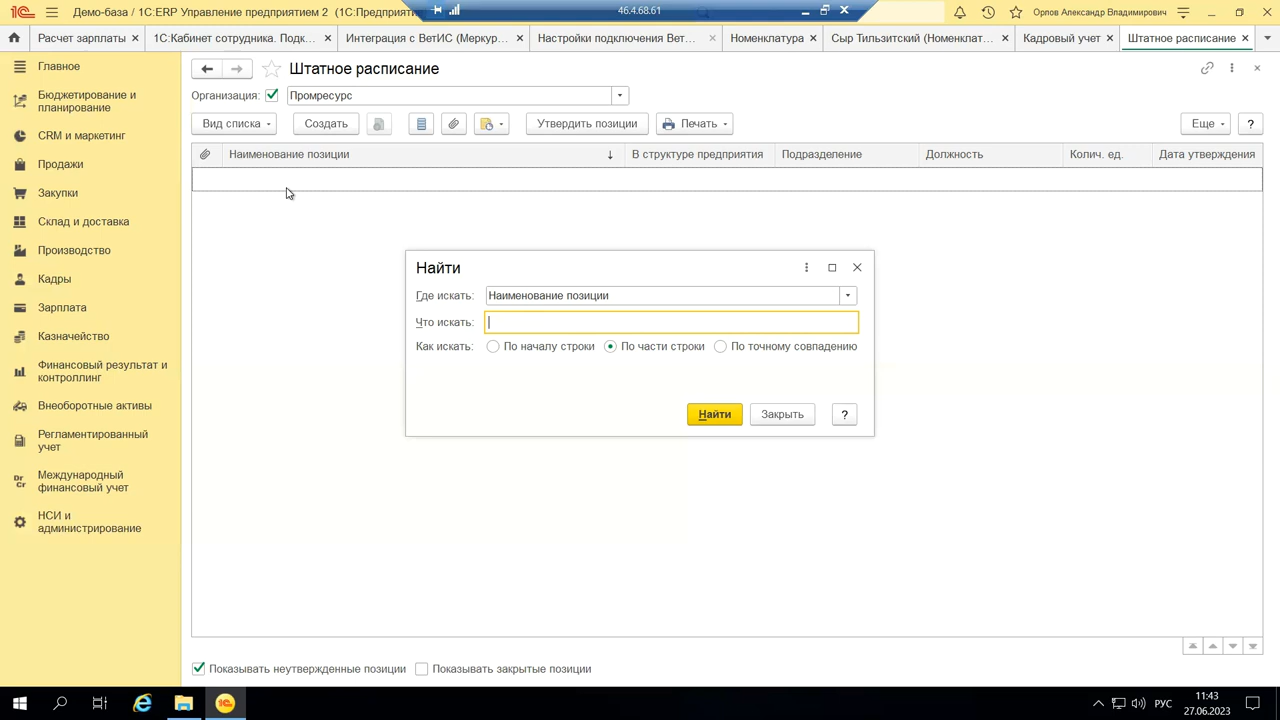 Демо-база / 1С:ERP Управление предприятием 2 (1С:Предприяти
46.4.68.61
Орлов Александр Владимирович
Расчет зарплаты
1С:Кабинет сотрудника. Подк...
Интеграция с ВетИС (Меркур...
Настройки подключения Вет...
Номенклатура
Сыр Тильзитский (Номенклат...
Кадровый учет
Штатное расписание
Главное
Бюджетирование и
планирование
CRM и маркетинг
Продажи
Закупки
Склад и доставка
Производство
Кадры
Зарплата
Казначейство
Финансовый результат и
контроллинг
Внеоборотные активы
Регламентированный
учет
Международный
финансовый учет
НСИ и
администрирование
Штатное расписание
Организация: Промресурс
Вид списка Создать Утвердить позиции Печать Еще ?
Наименование позиции В структуре предприятия Подразделение Должность Колич. ед. Дата утверждения
Найти
Где искать: Наименование позиции
Что искать:
Как искать: По началу строки По части строки По точному совпадению
Найти Закрыть ?
Показывать неутвержденные позиции Показывать закрытые позиции
РУС
11:43
27.06.2023